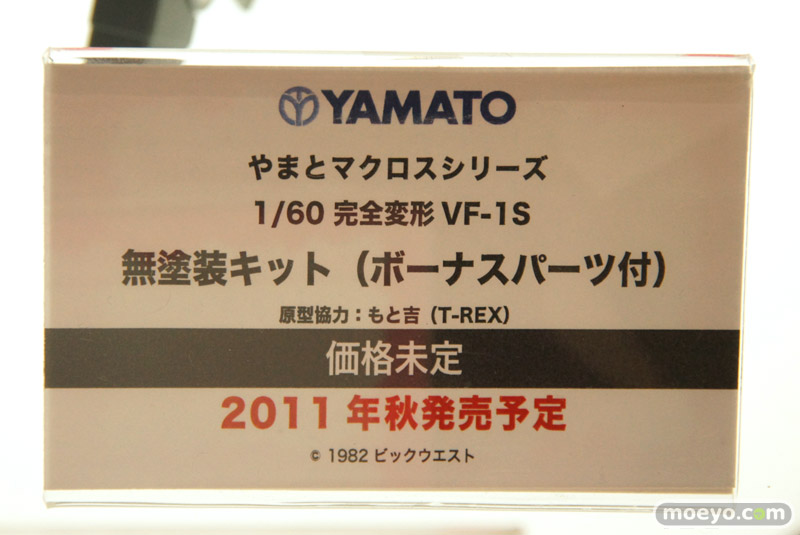 YAMATO
やまとマクロスシリーズ
1/60 完全変形 VF-1S
無塗装キット（ボーナスパーツ付）
原型協力：もと吉（T-REX）
価格未定
2011 年秋発売予定
© 1982 ビックウエスト
moeyo.com